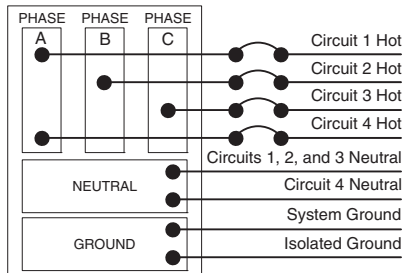 PHASE PHASE PHASE
A B C
Circuit 1 Hot
Circuit 2 Hot
Circuit 3 Hot
Circuit 4 Hot
Circuits 1, 2, and 3 Neutral
NEUTRAL
Circuit 4 Neutral
System Ground
GROUND
Isolated Ground